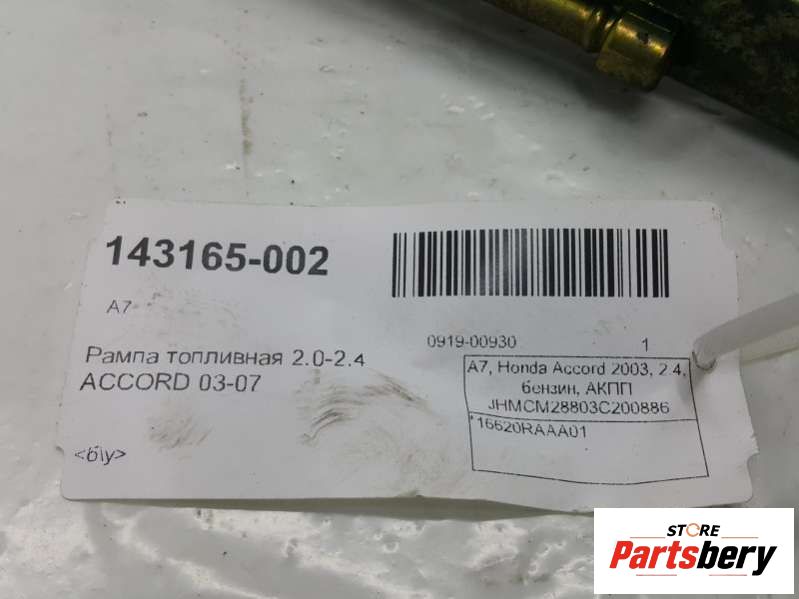 143165-002
A7
Рампа топливная 2.0-2.4
ACCORD 03-07
<б\у>
0919-00930 1
A7, Honda Accord 2003, 2.4,
бензин, АКПП
JHMCM28803C200886
*16620RAAA01
STORE
Partsbery